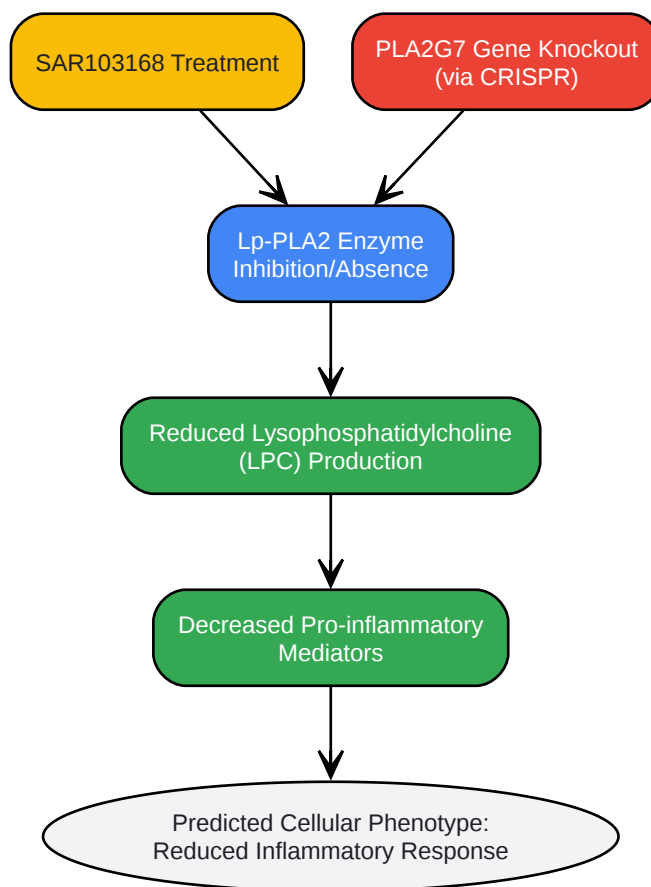 SAR103168 Treatment
PLA2G7 Gene Knockout
(via CRISPR)
Lp-PLA2 Enzyme
Inhibition/Absence
Reduced Lysophosphatidylcholine
(LPC) Production
Decreased Pro-inflammatory
Mediators
Predicted Cellular Phenotype:
Reduced Inflammatory Response